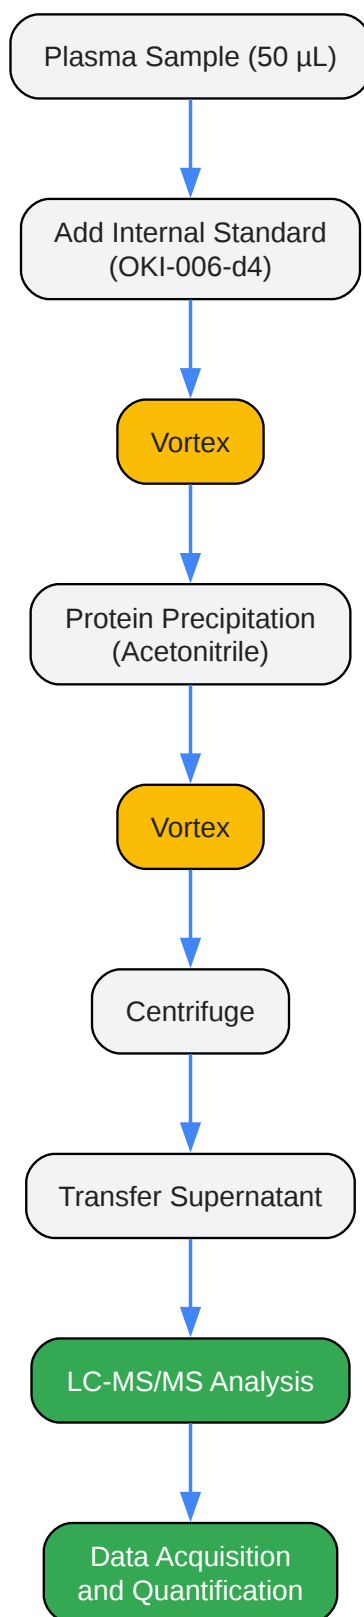 Plasma Sample (50 µL)
Add Internal Standard
(OKI-006-d4)
Vortex
Protein Precipitation
(Acetonitrile)
Vortex
Centrifuge
Transfer Supernatant
LC-MS/MS Analysis
Data Acquisition
and Quantification